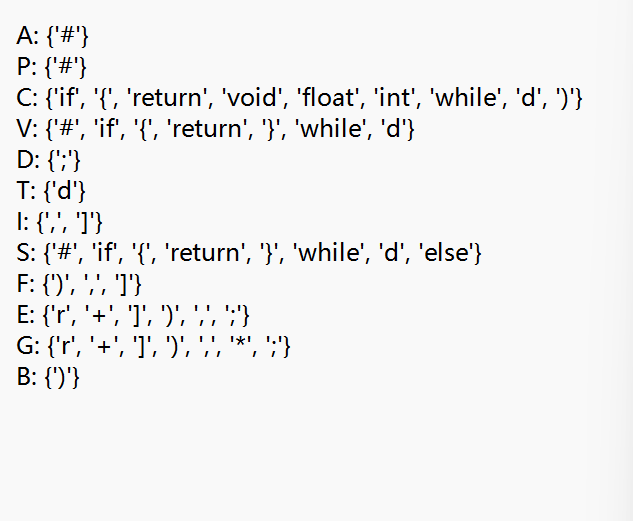 A: {'#'}
P: {'#'}
C: {'if', '{', 'return', 'void', 'float', 'int', 'while', 'd', ')'}
V: {'#', 'if', '{', 'return', '}', 'while', 'd'}
D: {';'}
T: {'d'}
I: {',', ']'}
S: {'#', 'if', '{', 'return', '}', 'while', 'd', 'else'}
F: {')', ',', ']'}
E: {'r', '+', ']', ')', ',', ';'}
G: {'r', '+', ']', ')', ',', '*', ';'}
B: {')'}